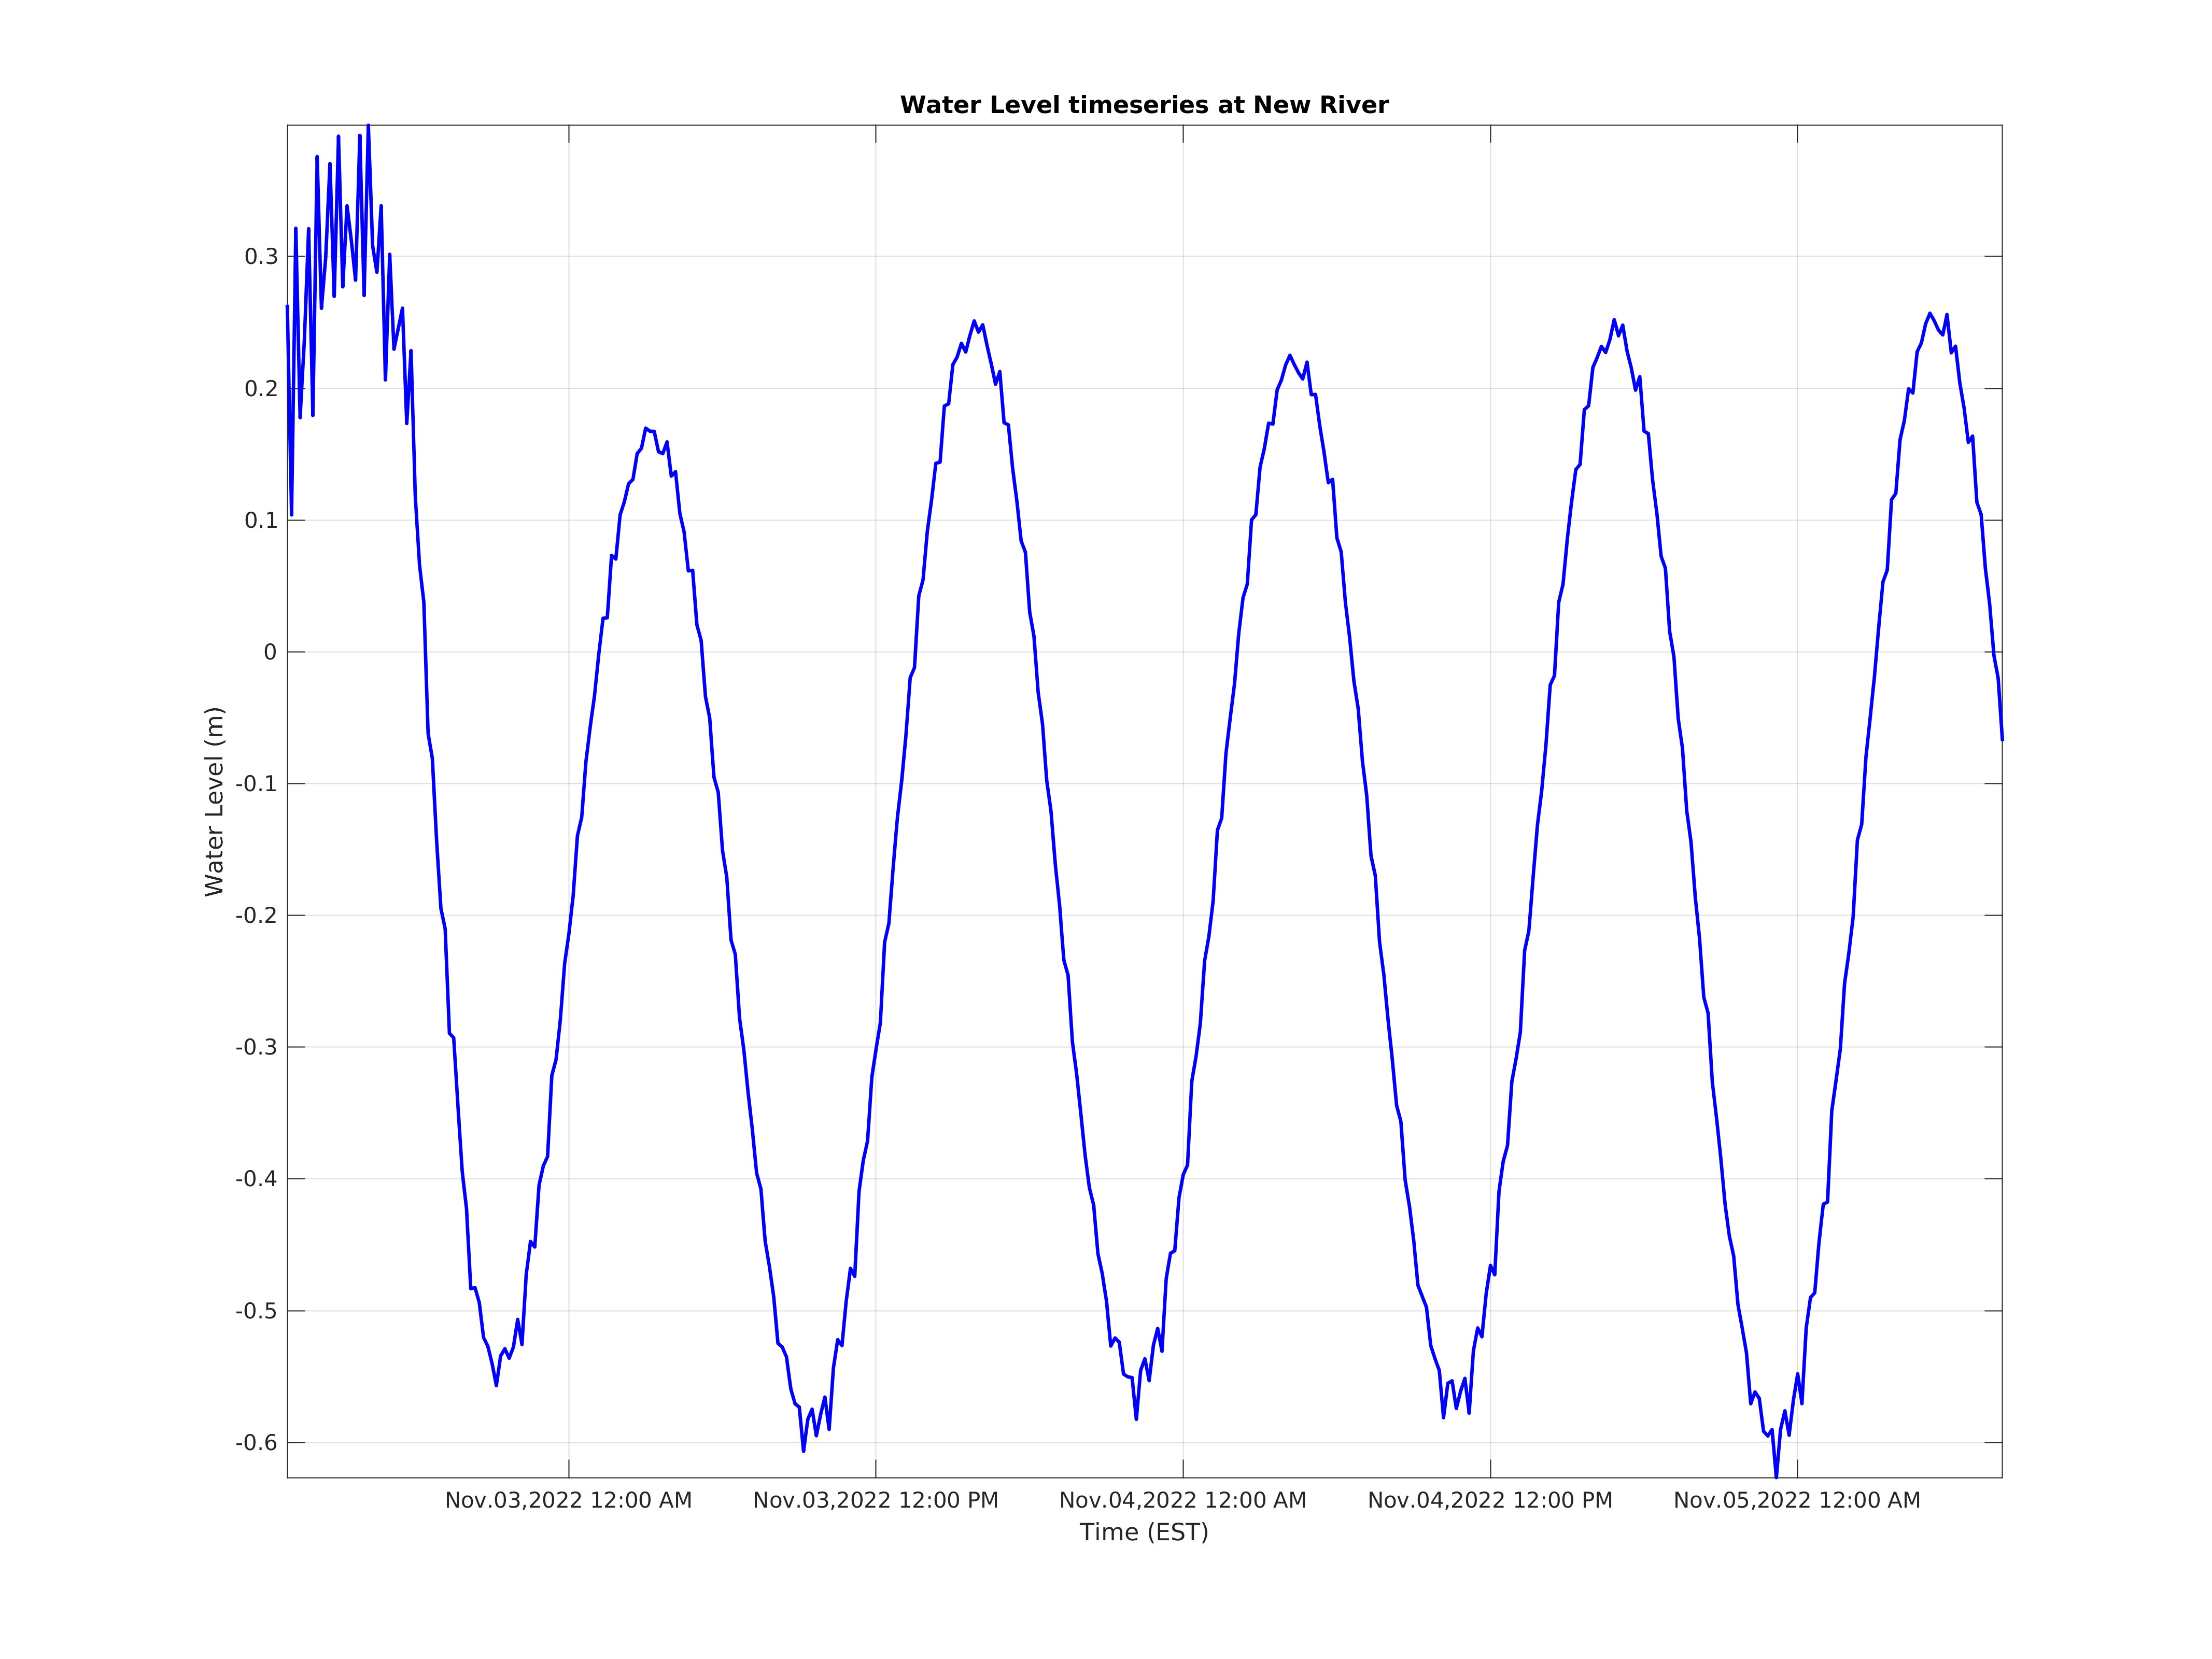 Water Level timeseries at New River
Water Level (m)
0.3
0.2
0.1
0
-0.1
-0.2
-0.3
-0.4
-0.5
-0.6
Nov.03,2022 12:00 AM
Nov.03,2022 12:00 PM
Nov.04,2022 12:00 AM
Nov.04,2022 12:00 PM
Nov.05,2022 12:00 AM
Time (EST)